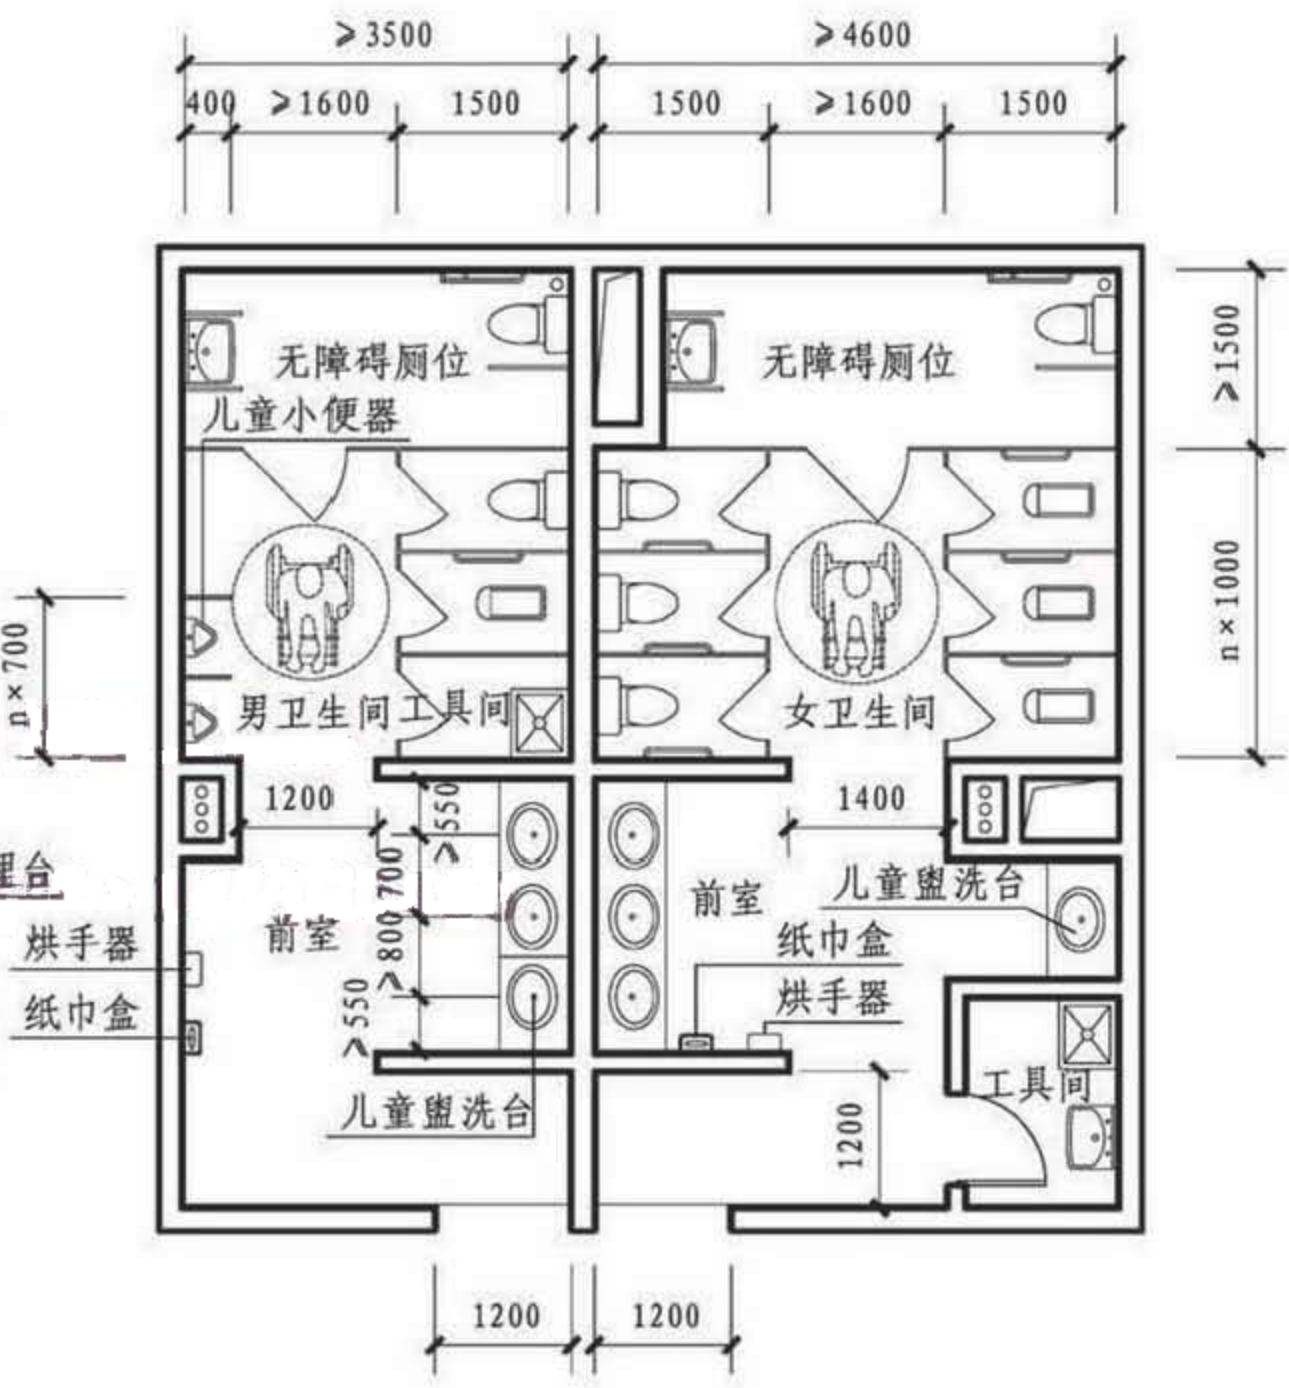 ≥3500
≥4600
400
≥1600
1500
1500
≥1600
1500
无障碍厕位
无障碍厕位
≥1500
儿童小便器
n×1000
n×700
男卫生间
工具间
女卫生间
1200
≥550
1400
理台
≥800
700
前室
前室
儿童盥洗台
烘手器
纸巾盒
纸巾盒
烘手器
≥550
工具间
儿童盥洗台
1200
1200
1200